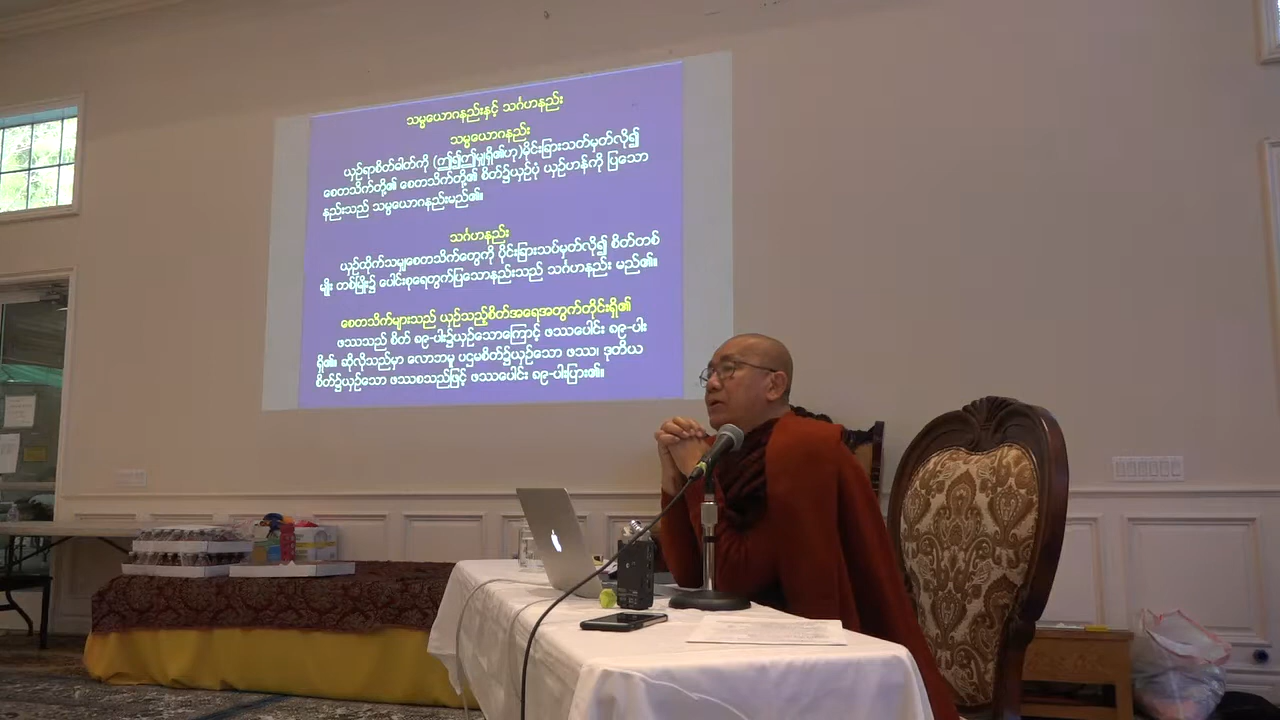 သမ္ပယောဂနည်းနှင့် သင်္ဂဟနည်း
သမ္ပယောဂနည်း
ယှဉ်ရာစိတ်ဓါတ်ကို (ဤ၍ဤမျှရှိ၏ဟု)ခိုင်းခြားသတ်မှတ်လို၍
စေတသိက်တို့၏ စေတသိက်တို့၏ စိတ်၌ယှဉ်ပုံ ယှဉ်ဟန်ကို ပြသော
နည်းသည် သမ္ပယောဂနည်းမည်၏။
သင်္ဂဟနည်း
ယှဉ်ထိုက်သမျှစေတသိက်တွေကို ပိုင်းခြားသပ်မှတ်လို၍ စိတ်တစ်
မျိုး တစ်မျိုး၌ ပေါင်းစုရေတွက်ပြသောနည်းသည် သင်္ဂဟနည်း မည်၏။
စေတသိက်များသည် ယှဉ်သည့်စိတ်အရေအတွက်တိုင်းရှိ၏
ဖဿသည် စိတ် ၈၉-ပါး၌ယှဉ်သောကြောင့် ဖဿပေါင်း ၈၉-ပါး
ရှိ၏၊ ဆိုလိုသည်မှာ လောဘမူ ပဌမစိတ်၌ယှဉ်သော ဖဿ၊ ဒုတိယ
စိတ်၌ယှဉ်သော ဖဿစသည်ဖြင့် ဖဿပေါင်း ၈၉-ပါးပြား၏။